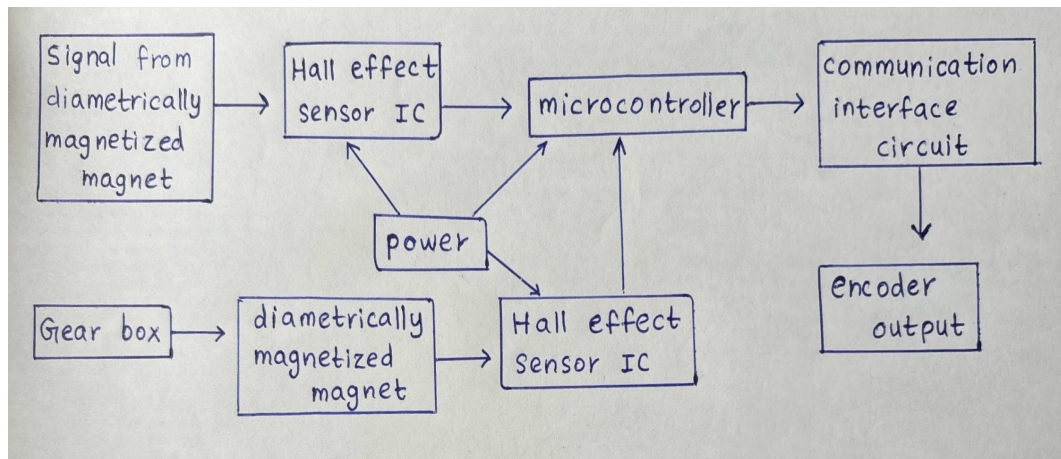 Signal from
diametrically
magnetized
magnet
Hall effect
sensor IC
microcontroller
communication
interface
circuit
power
Gear box
diametrically
magnetized
magnet
Hall effect
sensor IC
encoder
output